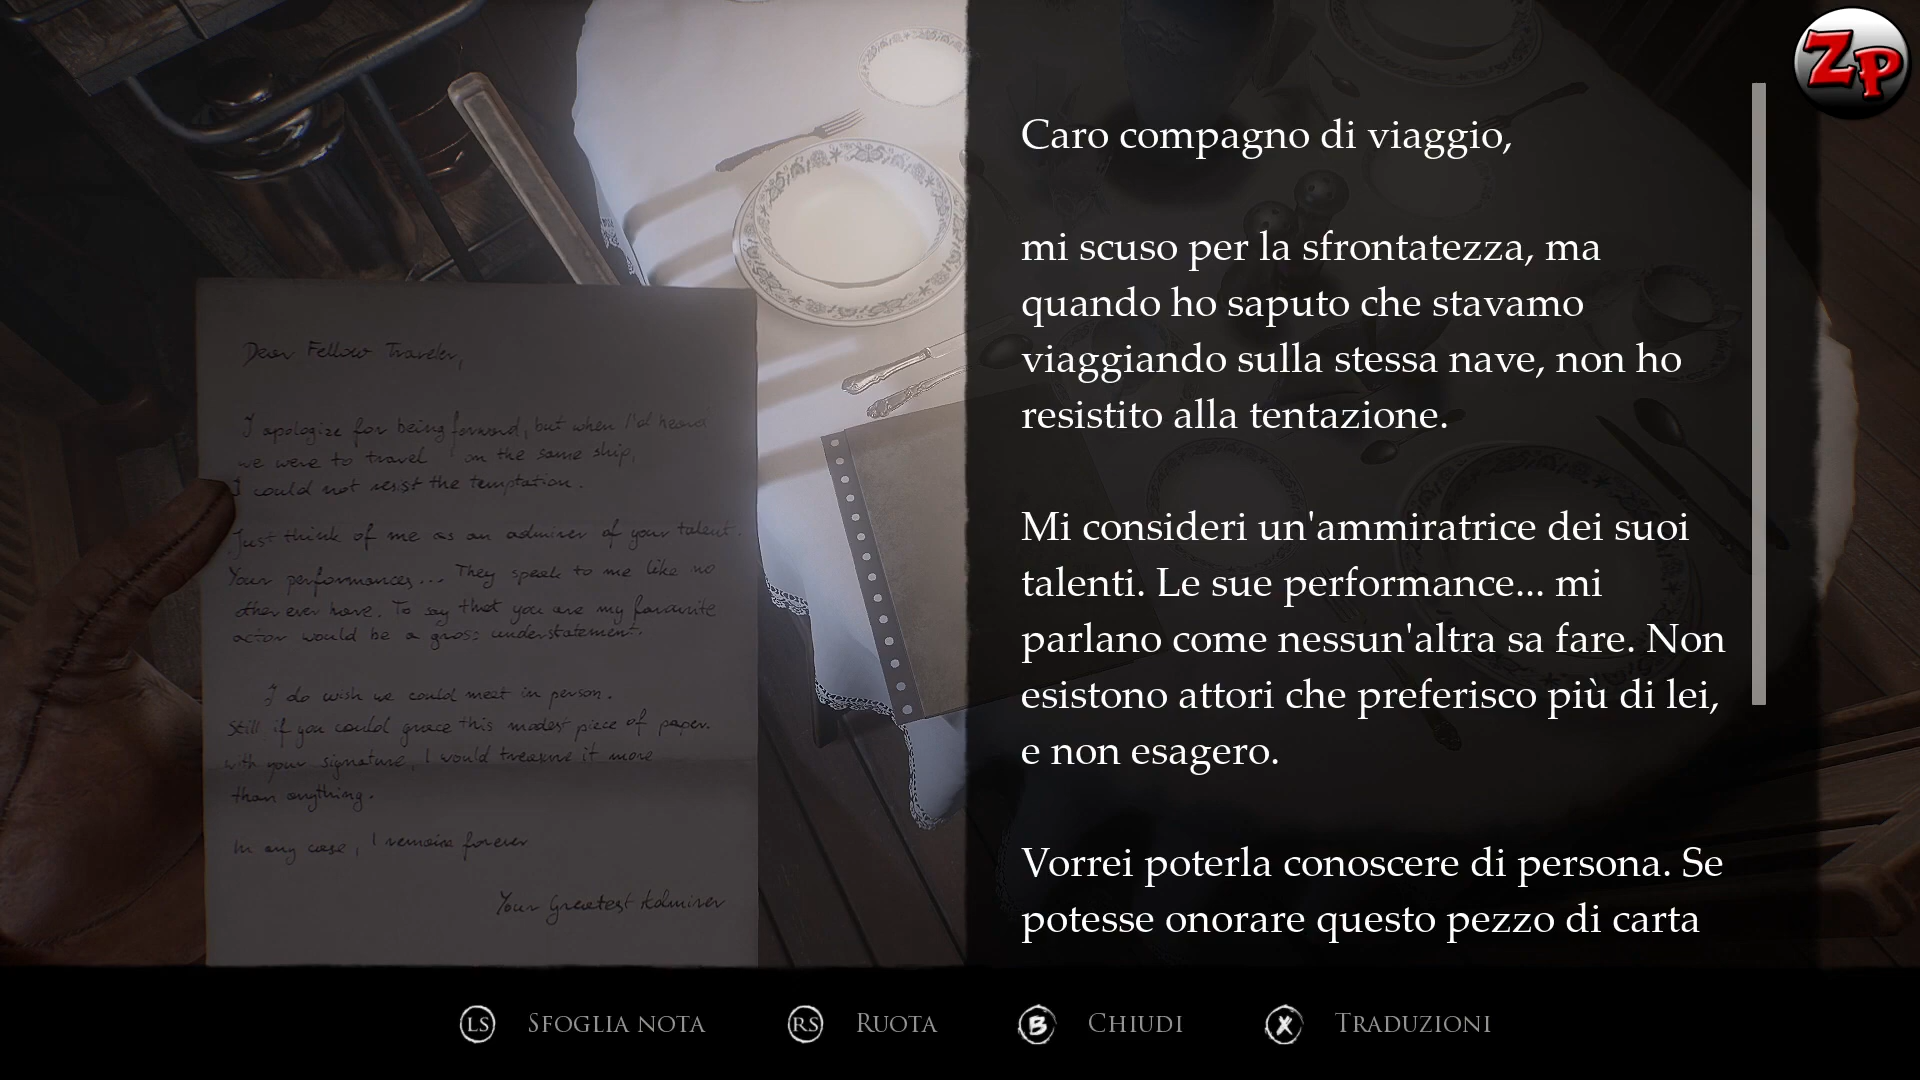 Dear Fellow Traveler,
I apologize for being forward, but when I'd heard
we were to travel on the same ship,
I could not resist the temptation.
Just think of me as an admirer of your talent.
Your performances... They speak to me like no
other ever have. To say that you are my favourite
actor would be a gross understatement.
I do wish we could meet in person.
Still if you could grace this modest piece of paper.
with your signature, I would treasure it more
than anything.
In any case, I remain forever
Your Greatest Admirer
Caro compagno di viaggio,
mi scuso per la sfrontatezza, ma
quando ho saputo che stavamo
viaggiando sulla stessa nave, non ho
resistito alla tentazione.
Mi consideri un'ammiratrice dei suoi
talenti. Le sue performance... mi
parlano come nessun'altra sa fare. Non
esistono attori che preferisco più di lei,
e non esagero.
Vorrei poterla conoscere di persona. Se
potesse onorare questo pezzo di carta
ZP
LS SFOGLIA NOTA RS RUOTA B CHIUDI X TRADUZIONI